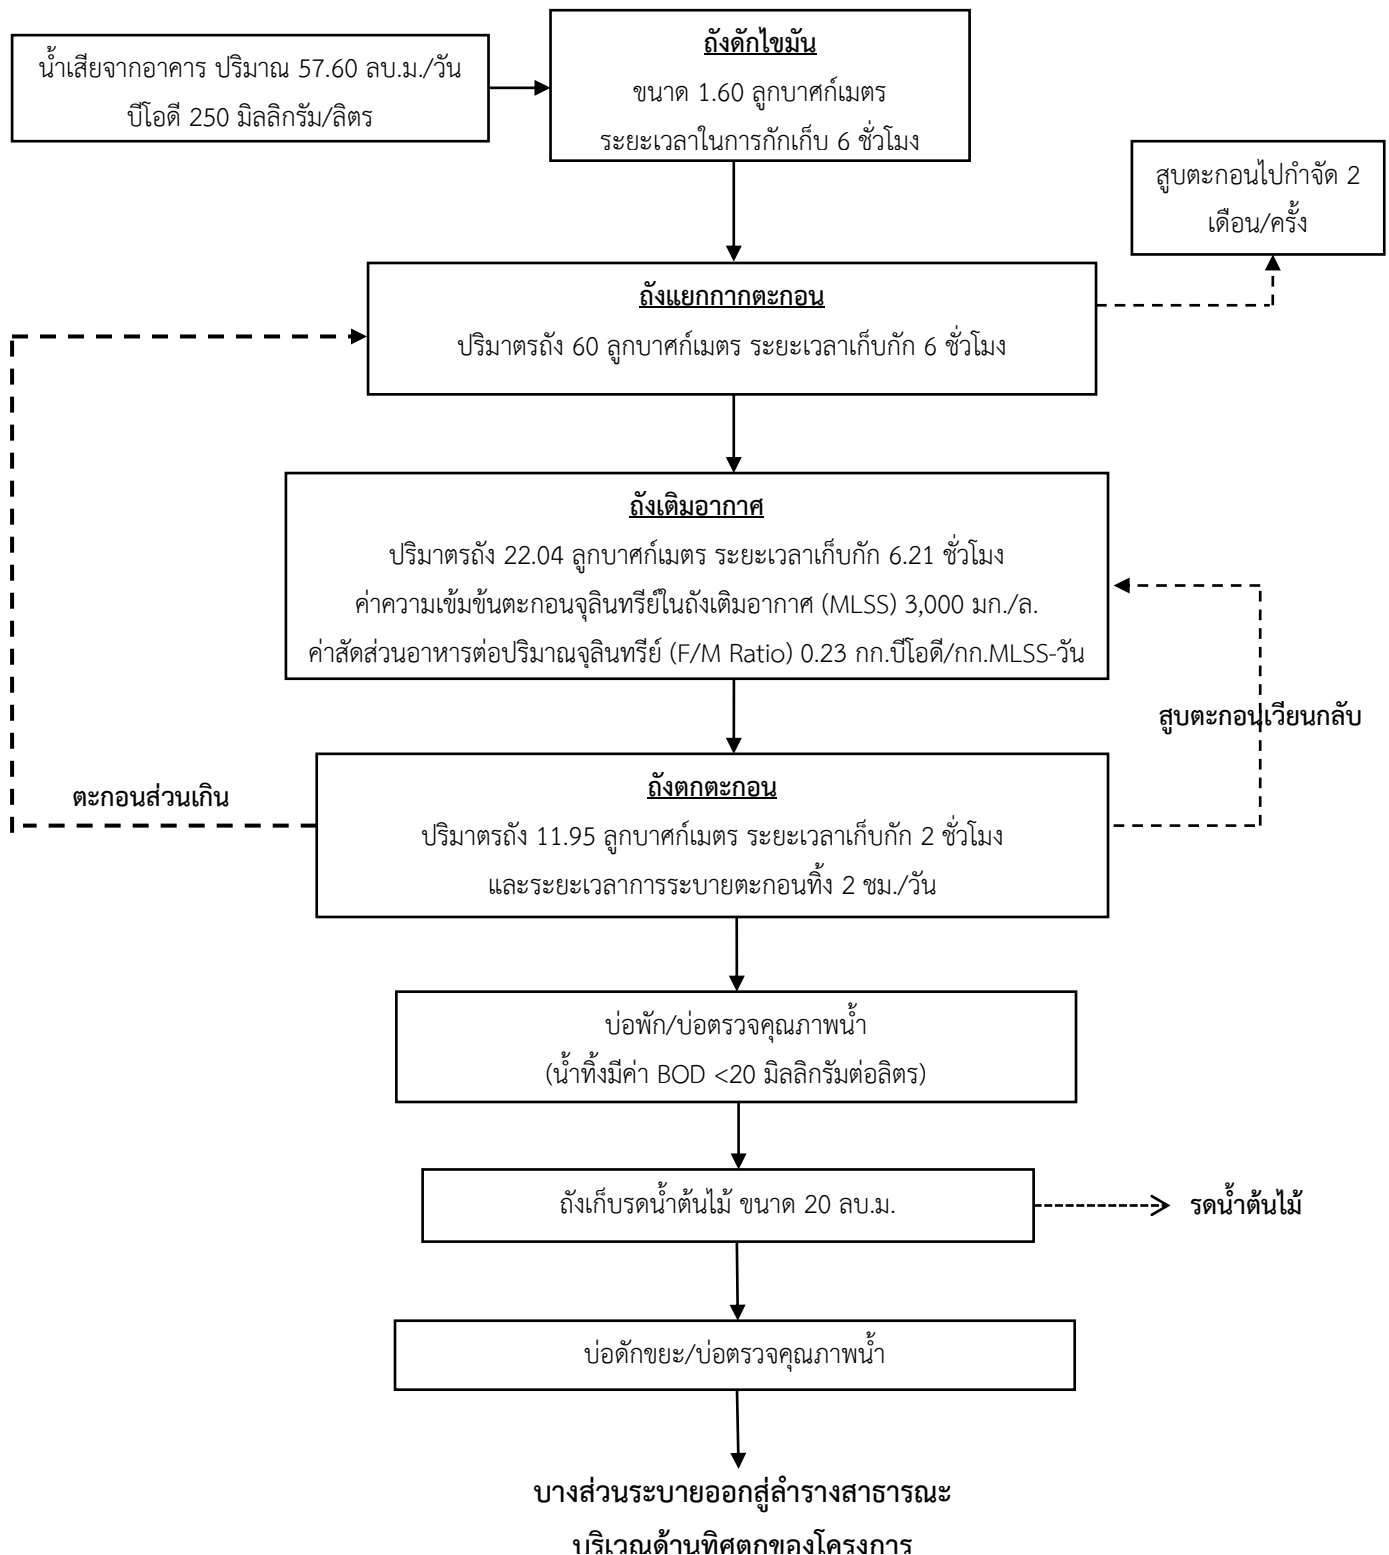 น้ำเสียจากอาคาร ปริมาณ 57.60 ลบ.ม./วัน
บีโอดี 250 มิลลิกรัม/ลิตร
ถังดักไขมัน
ขนาด 1.60 ลูกบาศก์เมตร
ระยะเวลาในการกักเก็บ 6 ชั่วโมง
สูบตะกอนไปกำจัด 2
เดือน/ครั้ง
ถังแยกกากตะกอน
ปริมาตรถัง 60 ลูกบาศก์เมตร ระยะเวลาเก็บกัก 6 ชั่วโมง
ถังเติมอากาศ
ปริมาตรถัง 22.04 ลูกบาศก์เมตร ระยะเวลาเก็บกัก 6.21 ชั่วโมง
ค่าความเข้มข้นตะกอนจุลินทรีย์ในถังเติมอากาศ (MLSS) 3,000 มก./ล.
ค่าสัดส่วนอาหารต่อปริมาณจุลินทรีย์ (F/M Ratio) 0.23 กก.บีโอดี/กก.MLSS-วัน
สูบตะกอนเวียนกลับ
ตะกอนส่วนเกิน
ถังตกตะกอน
ปริมาตรถัง 11.95 ลูกบาศก์เมตร ระยะเวลาเก็บกัก 2 ชั่วโมง
และระยะเวลาการระบายตะกอนทิ้ง 2 ชม./วัน
บ่อพัก/บ่อตรวจคุณภาพน้ำ
(น้ำทิ้งมีค่า BOD <20 มิลลิกรัมต่อลิตร)
ถังเก็บรดน้ำต้นไม้ ขนาด 20 ลบ.ม.
รดน้ำต้นไม้
บ่อดักขยะ/บ่อตรวจคุณภาพน้ำ
บางส่วนระบายออกสู่ลำรางสาธารณะ
บริเวณด้านทิศตกของโครงการ